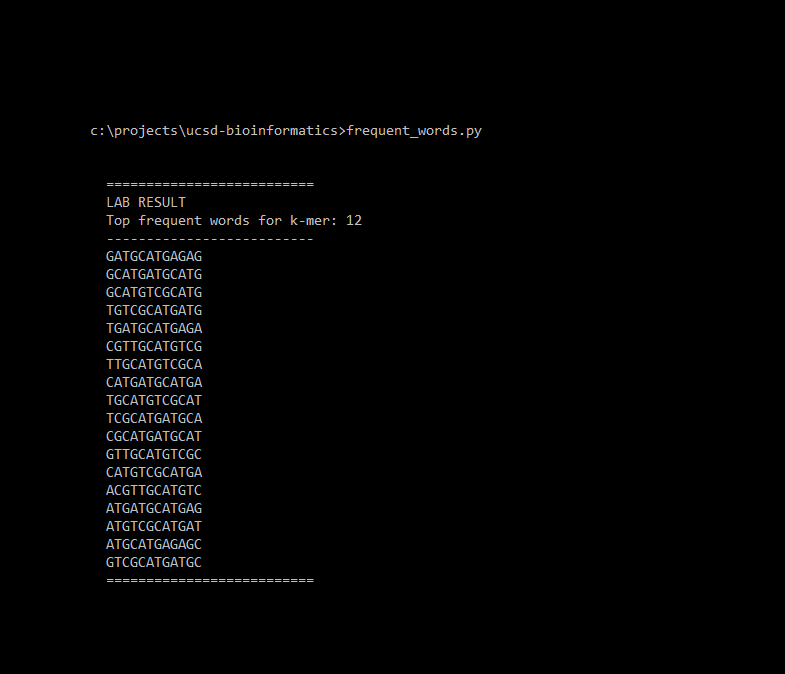 c:\projects\ucsd-bioinformatics>frequent_words.py
==========================
LAB RESULT
Top frequent words for k-mer: 12
--------------------------
GATGCATGAGAG
GCATGATGCATG
GCATGTCGCATG
TGTCGCATGATG
TGATGCATGAGA
CGTTGCATGTCG
TTGCATGTCGCA
CATGATGCATGA
TGCATGTCGCAT
TCGCATGATGCA
CGCATGATGCAT
GTTGCATGTCGC
CATGTCGCATGA
ACGTTGCATGTC
ATGATGCATGAG
ATGTCGCATGAT
ATGCATGAGAGC
GTCGCATGATGC
==========================